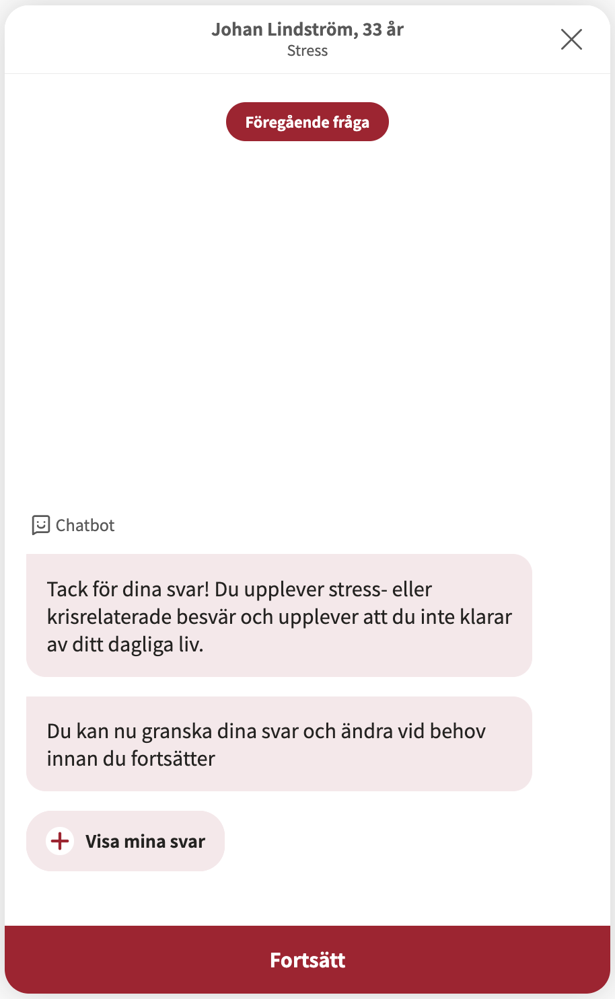 Johan Lindström, 33 år
Stress
Föregående fråga
Chatbot
Tack för dina svar! Du upplever stress- eller
krisrelaterade besvär och upplever att du inte klarar
av ditt dagliga liv.
Du kan nu granska dina svar och ändra vid behov
innan du fortsätter
Visa mina svar
Fortsätt